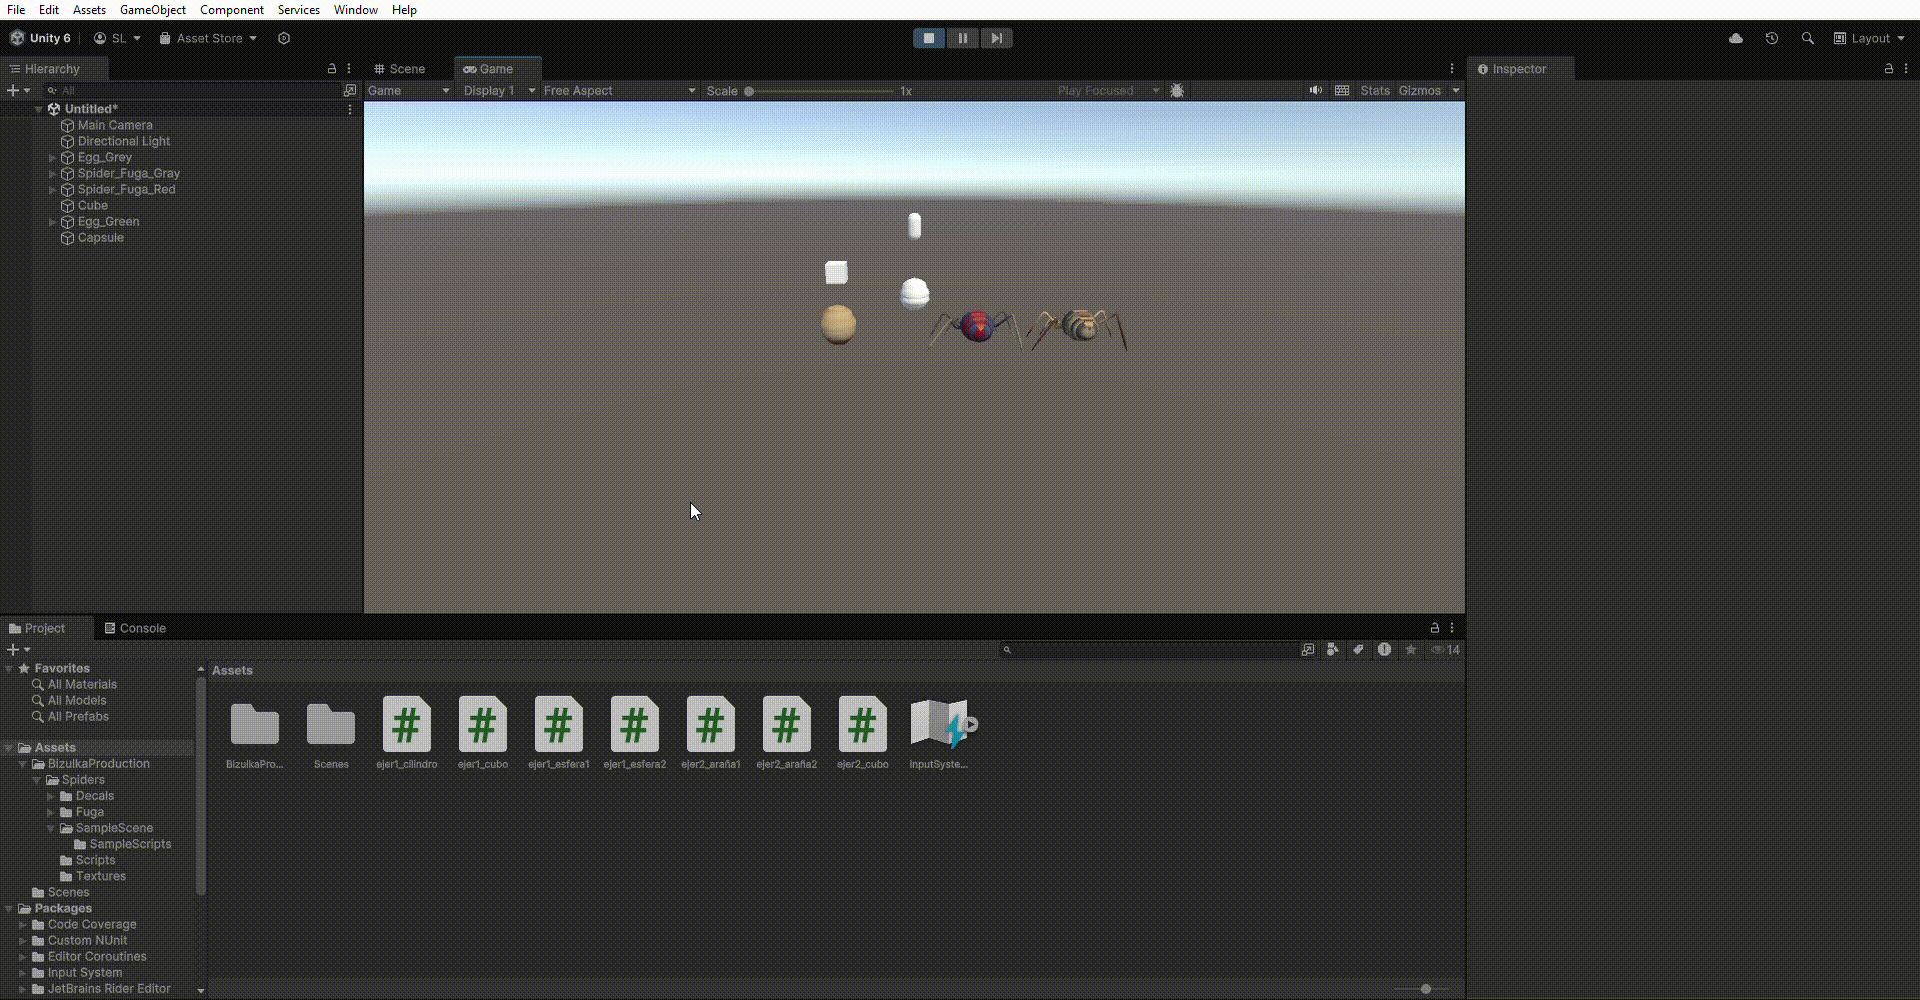 File Edit Assets GameObject Component Services Window Help
Unity 6 SL Asset Store Layout
Hierarchy Scene Game Inspector
All Game Display 1 Free Aspect Scale 1x Play Focused Stats Gizmos
Untitled*
Main Camera
Directional Light
Egg_Grey
Spider_Fuga_Gray
Spider_Fuga_Red
Cube
Egg_Green
Capsule
Project Console
14
Favorites
All Materials
All Models
All Prefabs
Assets
BizulkaProduction
Spiders
Decals
Fuga
SampleScene
SampleScripts
Scripts
Textures
Scenes
Packages
Code Coverage
Custom NUnit
Editor Coroutines
Input System
JetBrains Rider Editor
Assets
BizulkaPro... Scenes ejer1_cilindro ejer1_cubo ejer1_esfera1 ejer1_esfera2 ejer2_araña1 ejer2_araña2 ejer2_cubo InputSyste...